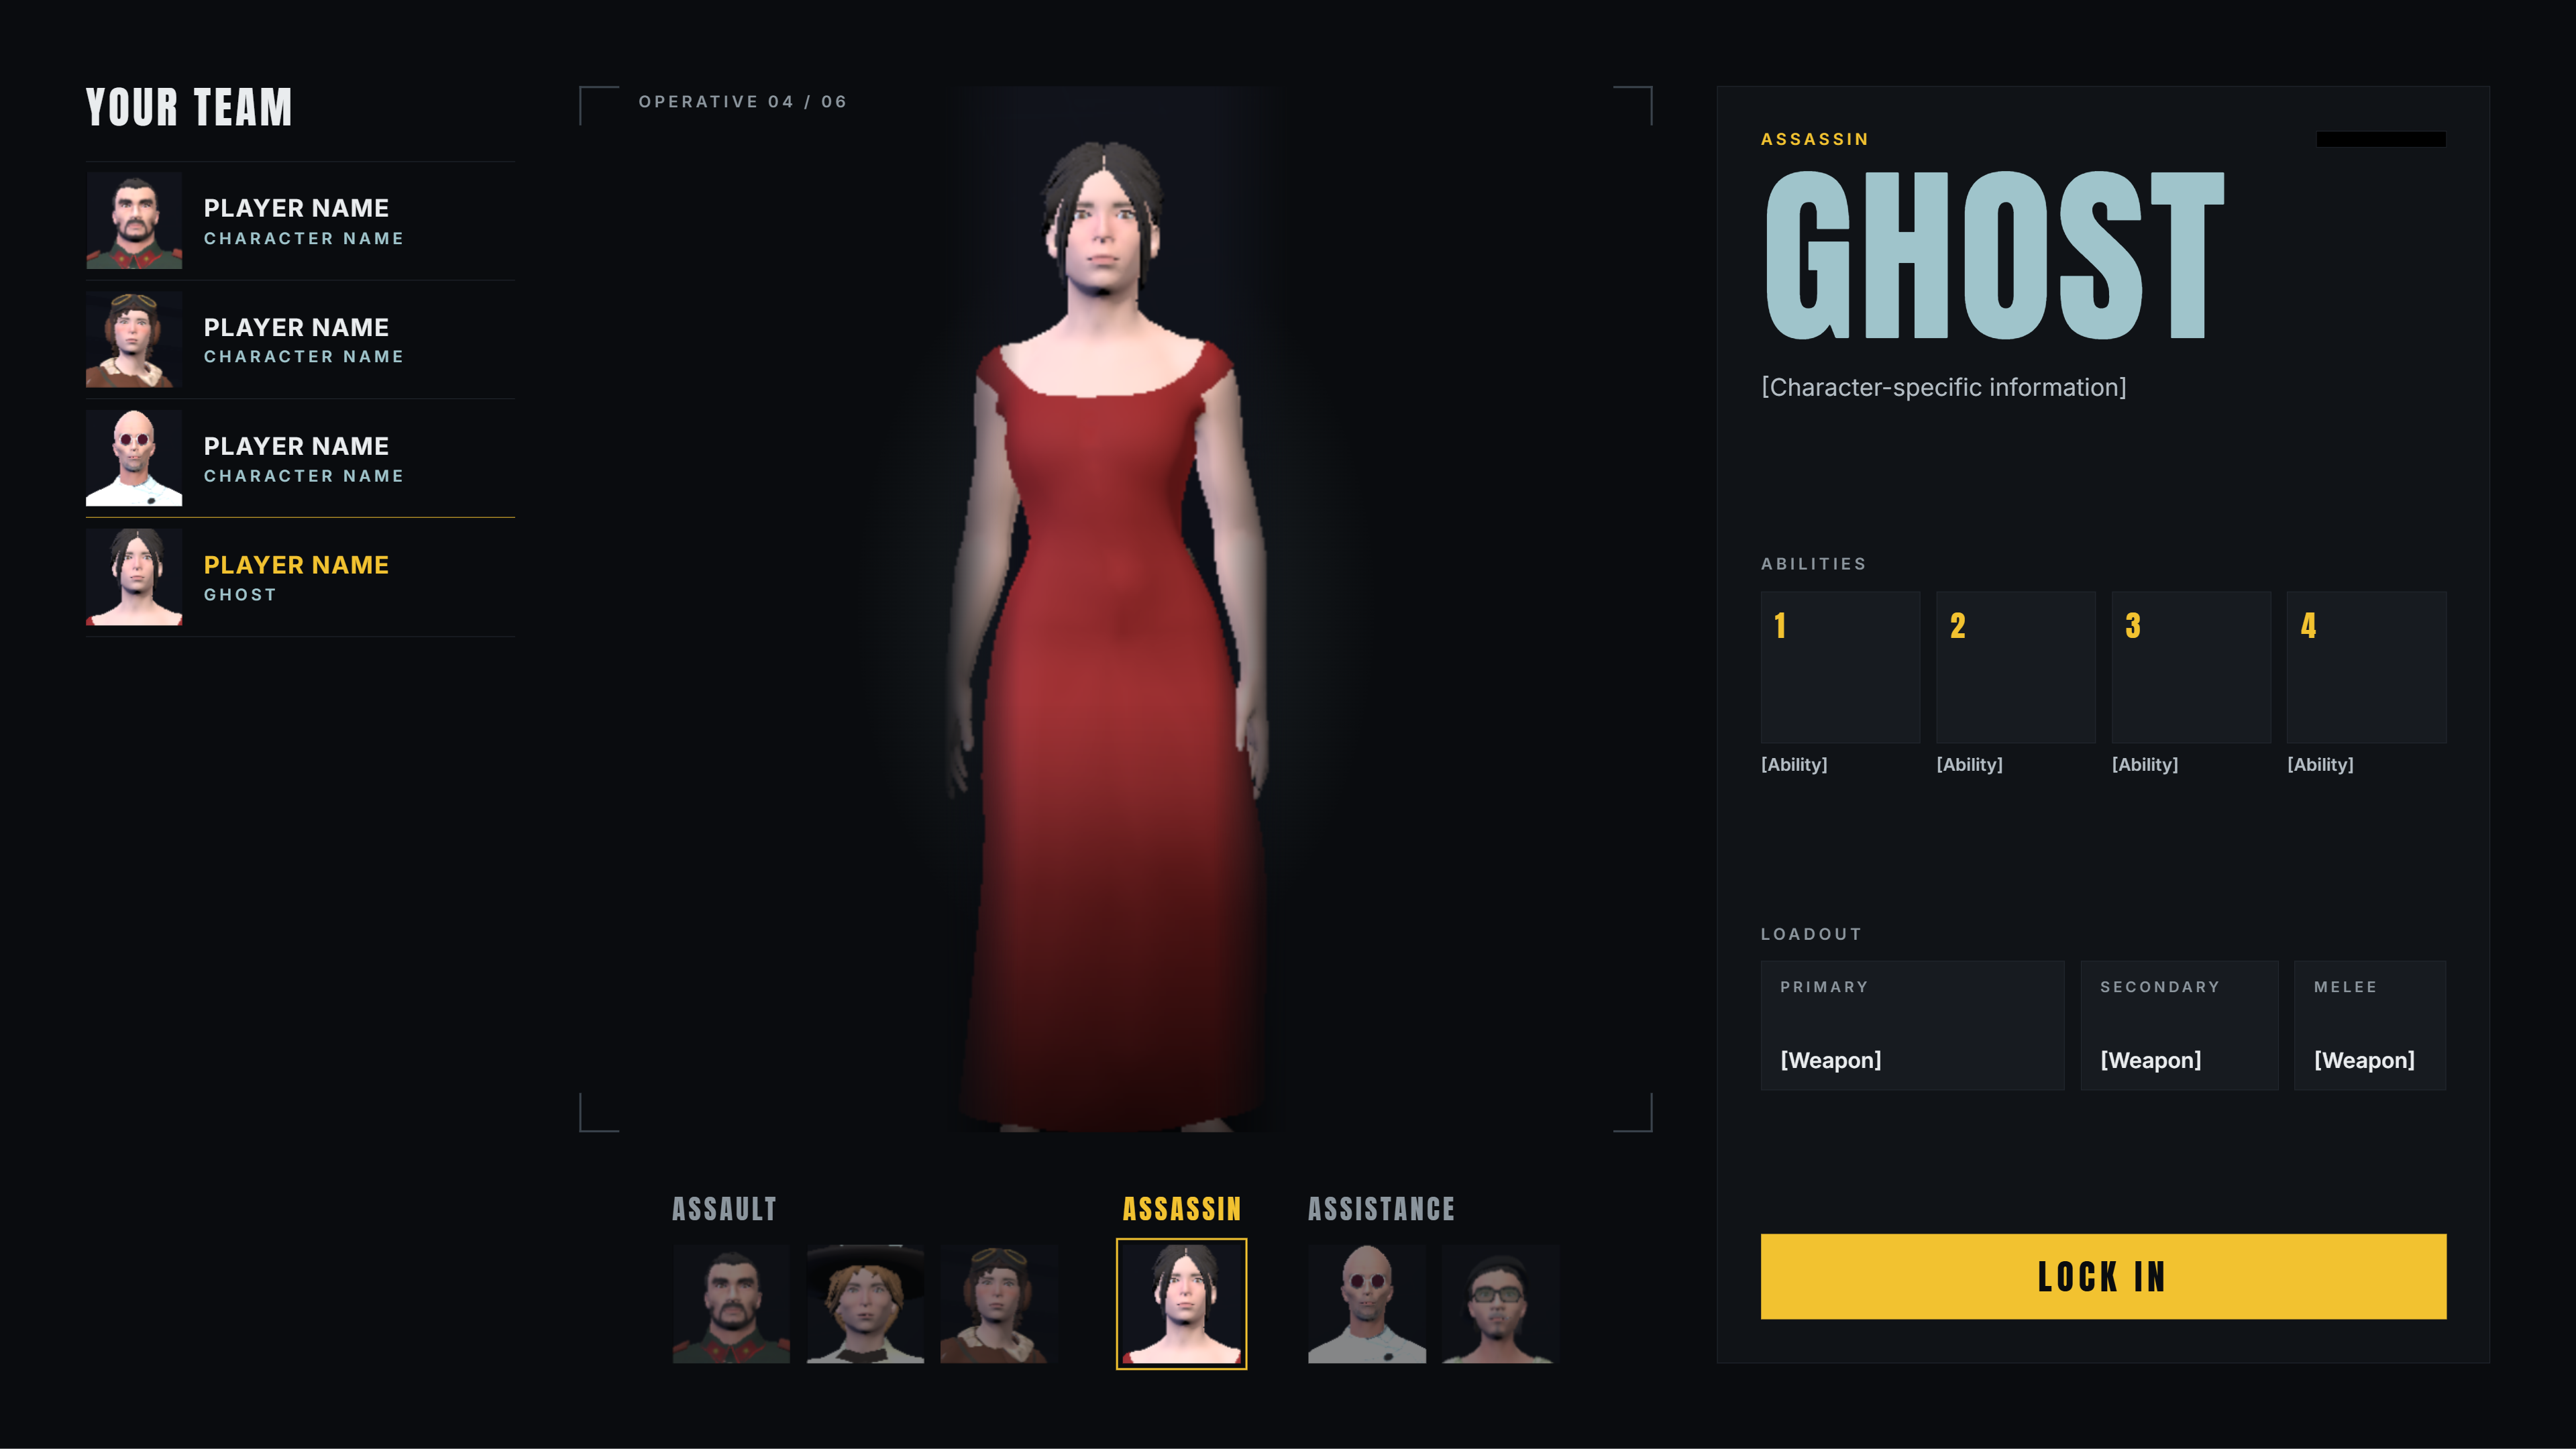 YOUR TEAM
PLAYER NAME
CHARACTER NAME
PLAYER NAME
CHARACTER NAME
PLAYER NAME
CHARACTER NAME
PLAYER NAME
GHOST
OPERATIVE 04 / 06
ASSAULT
ASSASSIN
ASSISTANCE
ASSASSIN
GHOST
[Character-specific information]
ABILITIES
1 2 3 4
[Ability] [Ability] [Ability] [Ability]
LOADOUT
PRIMARY SECONDARY MELEE
[Weapon] [Weapon] [Weapon]
LOCK IN